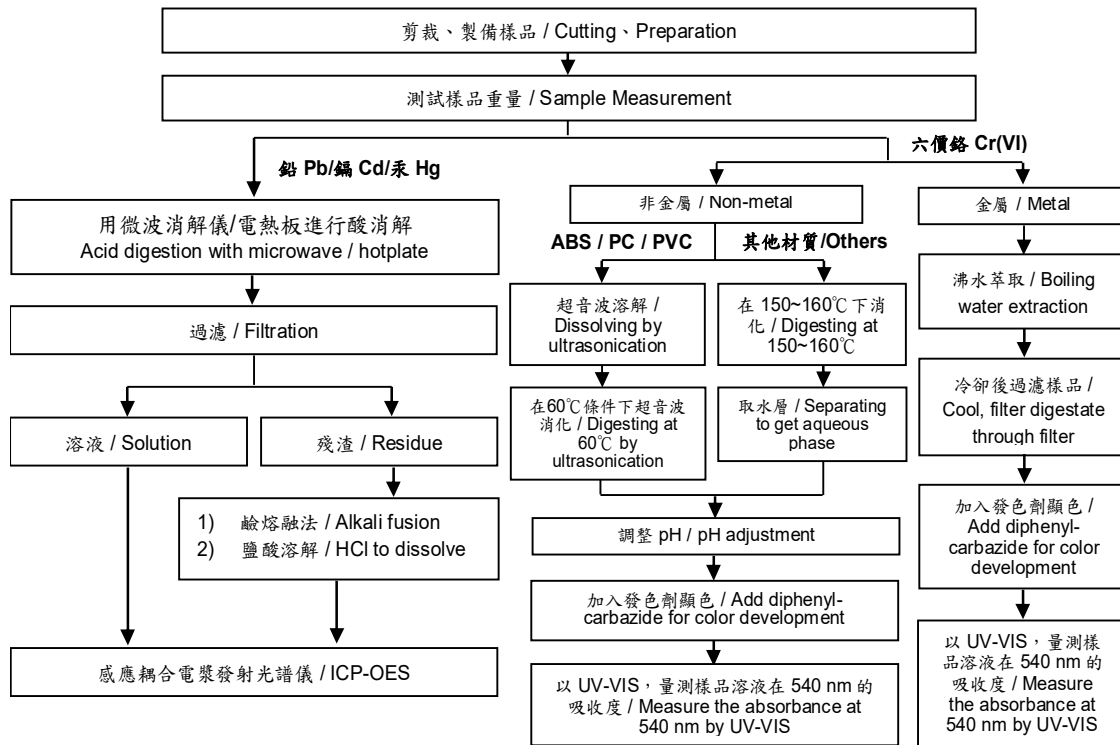 剪裁、製備樣品 / Cutting、Preparation
測試樣品重量 / Sample Measurement
鉛 Pb/鎘 Cd/汞 Hg
用微波消解儀/電熱板進行酸消解
Acid digestion with microwave / hotplate
過濾 / Filtration
溶液 / Solution
殘渣 / Residue
1) 鹼熔融法 / Alkali fusion
2) 鹽酸溶解 / HCl to dissolve
感應耦合電漿發射光譜儀 / ICP-OES
六價鉻 Cr(VI)
非金屬 / Non-metal
ABS / PC / PVC
超音波溶解 /
Dissolving by
ultrasonication
在60℃條件下超音波
消化 / Digesting at
60℃ by
ultrasonication
其他材質/Others
在 150~160℃下消
化 / Digesting at
150~160℃
取水層 / Separating
to get aqueous
phase
調整 pH / pH adjustment
加入發色劑顯色 / Add diphenyl-
carbazide for color development
以 UV-VIS，量測樣品溶液在 540 nm 的
吸收度 / Measure the absorbance at
540 nm by UV-VIS
金屬 / Metal
沸水萃取 / Boiling
water extraction
冷卻後過濾樣品 /
Cool, filter digestate
through filter
加入發色劑顯色 /
Add diphenyl-
carbazide for color
development
以 UV-VIS，量測樣
品溶液在 540 nm 的
吸收度 / Measure
the absorbance at
540 nm by UV-VIS